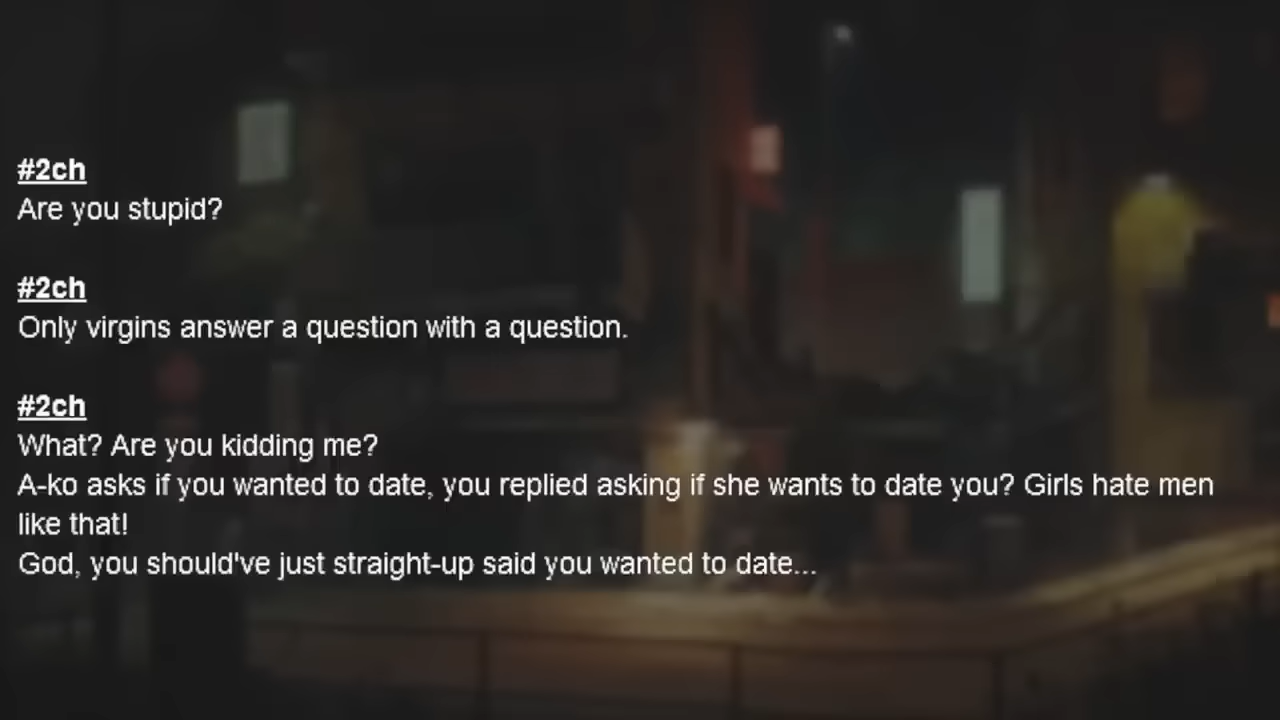 #2ch
Are you stupid?
#2ch
Only virgins answer a question with a question.
#2ch
What? Are you kidding me?
A-ko asks if you wanted to date, you replied asking if she wants to date you? Girls hate men
like that!
God, you should've just straight-up said you wanted to date...